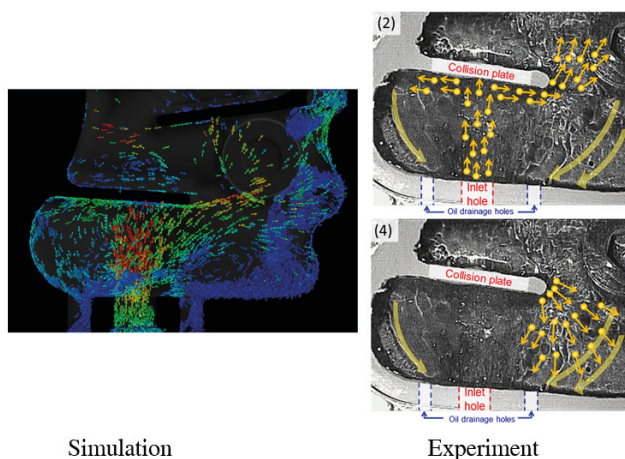 (2)
Collision plate
Inlet
hole
Oil drainage holes
(4)
Collision plate
Inlet
hole
Oil drainage holes
Simulation
Experiment